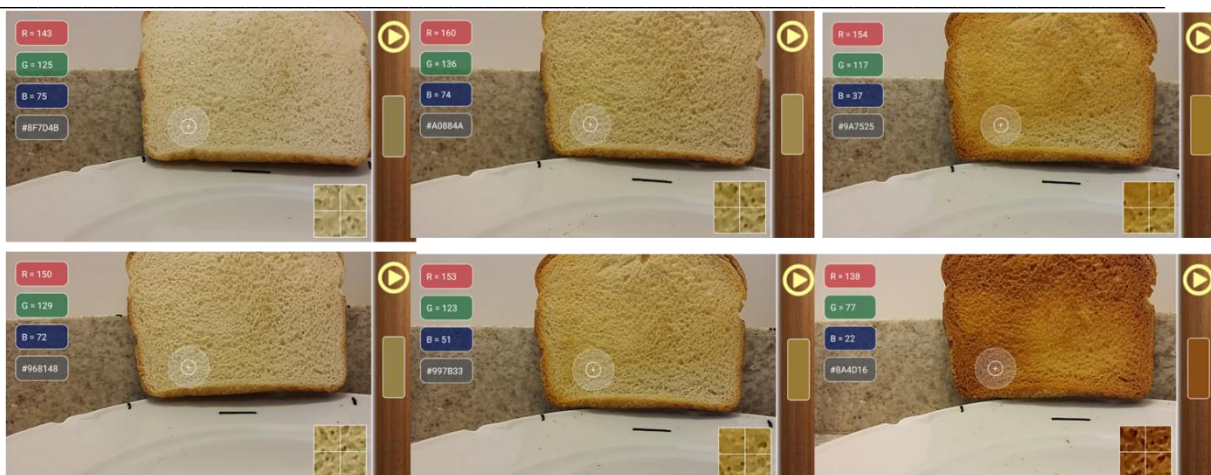 R = 143
G = 125
B = 75
#8F7D4B
R = 160
G = 136
B = 74
#A0884A
R = 154
G = 117
B = 37
#9A7525
R = 150
G = 129
B = 72
#968148
R = 153
G = 123
B = 51
#997B33
R = 138
G = 77
B = 22
#8A4D16